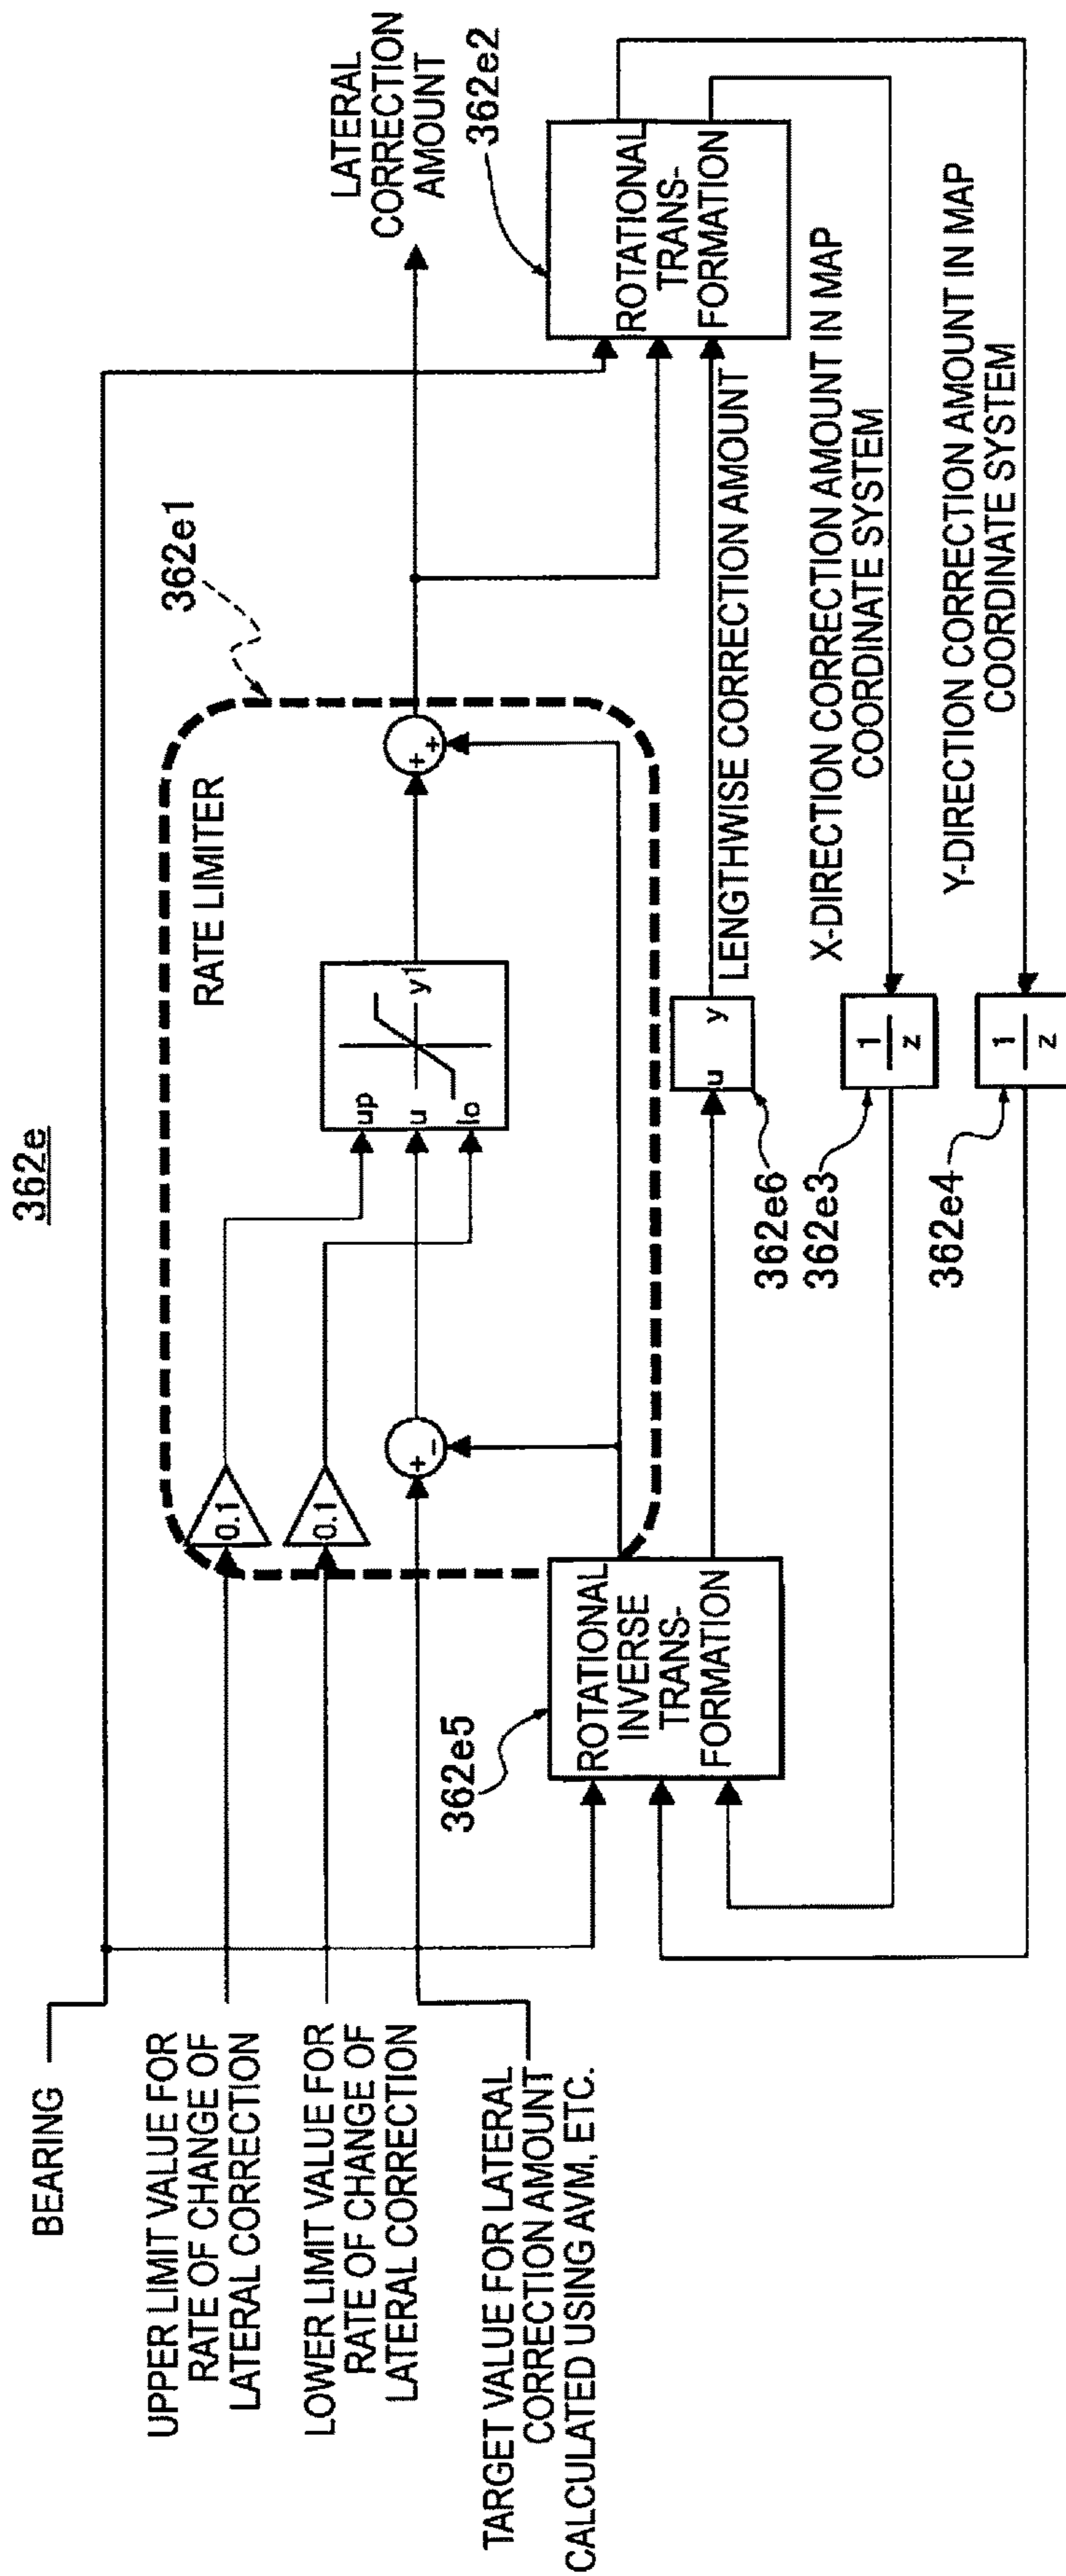 362e
BEARING
UPPER LIMIT VALUE FOR
RATE OF CHANGE OF
LATERAL CORRECTION
LOWER LIMIT VALUE FOR
RATE OF CHANGE OF
LATERAL CORRECTION
TARGET VALUE FOR LATERAL
CORRECTION AMOUNT
CALCULATED USING AVM, ETC.
362e1
RATE LIMITER
0.1
0.1
+
−
up
u
lo
y1
+
+
LATERAL
CORRECTION
AMOUNT
362e5
ROTATIONAL
INVERSE
TRANS-
FORMATION
362e2
ROTATIONAL
TRANS-
FORMATION
u
y
362e6
LENGTHWISE CORRECTION AMOUNT
1
z
362e3
X-DIRECTION CORRECTION AMOUNT IN MAP
COORDINATE SYSTEM
1
z
362e4
Y-DIRECTION CORRECTION AMOUNT IN MAP
COORDINATE SYSTEM